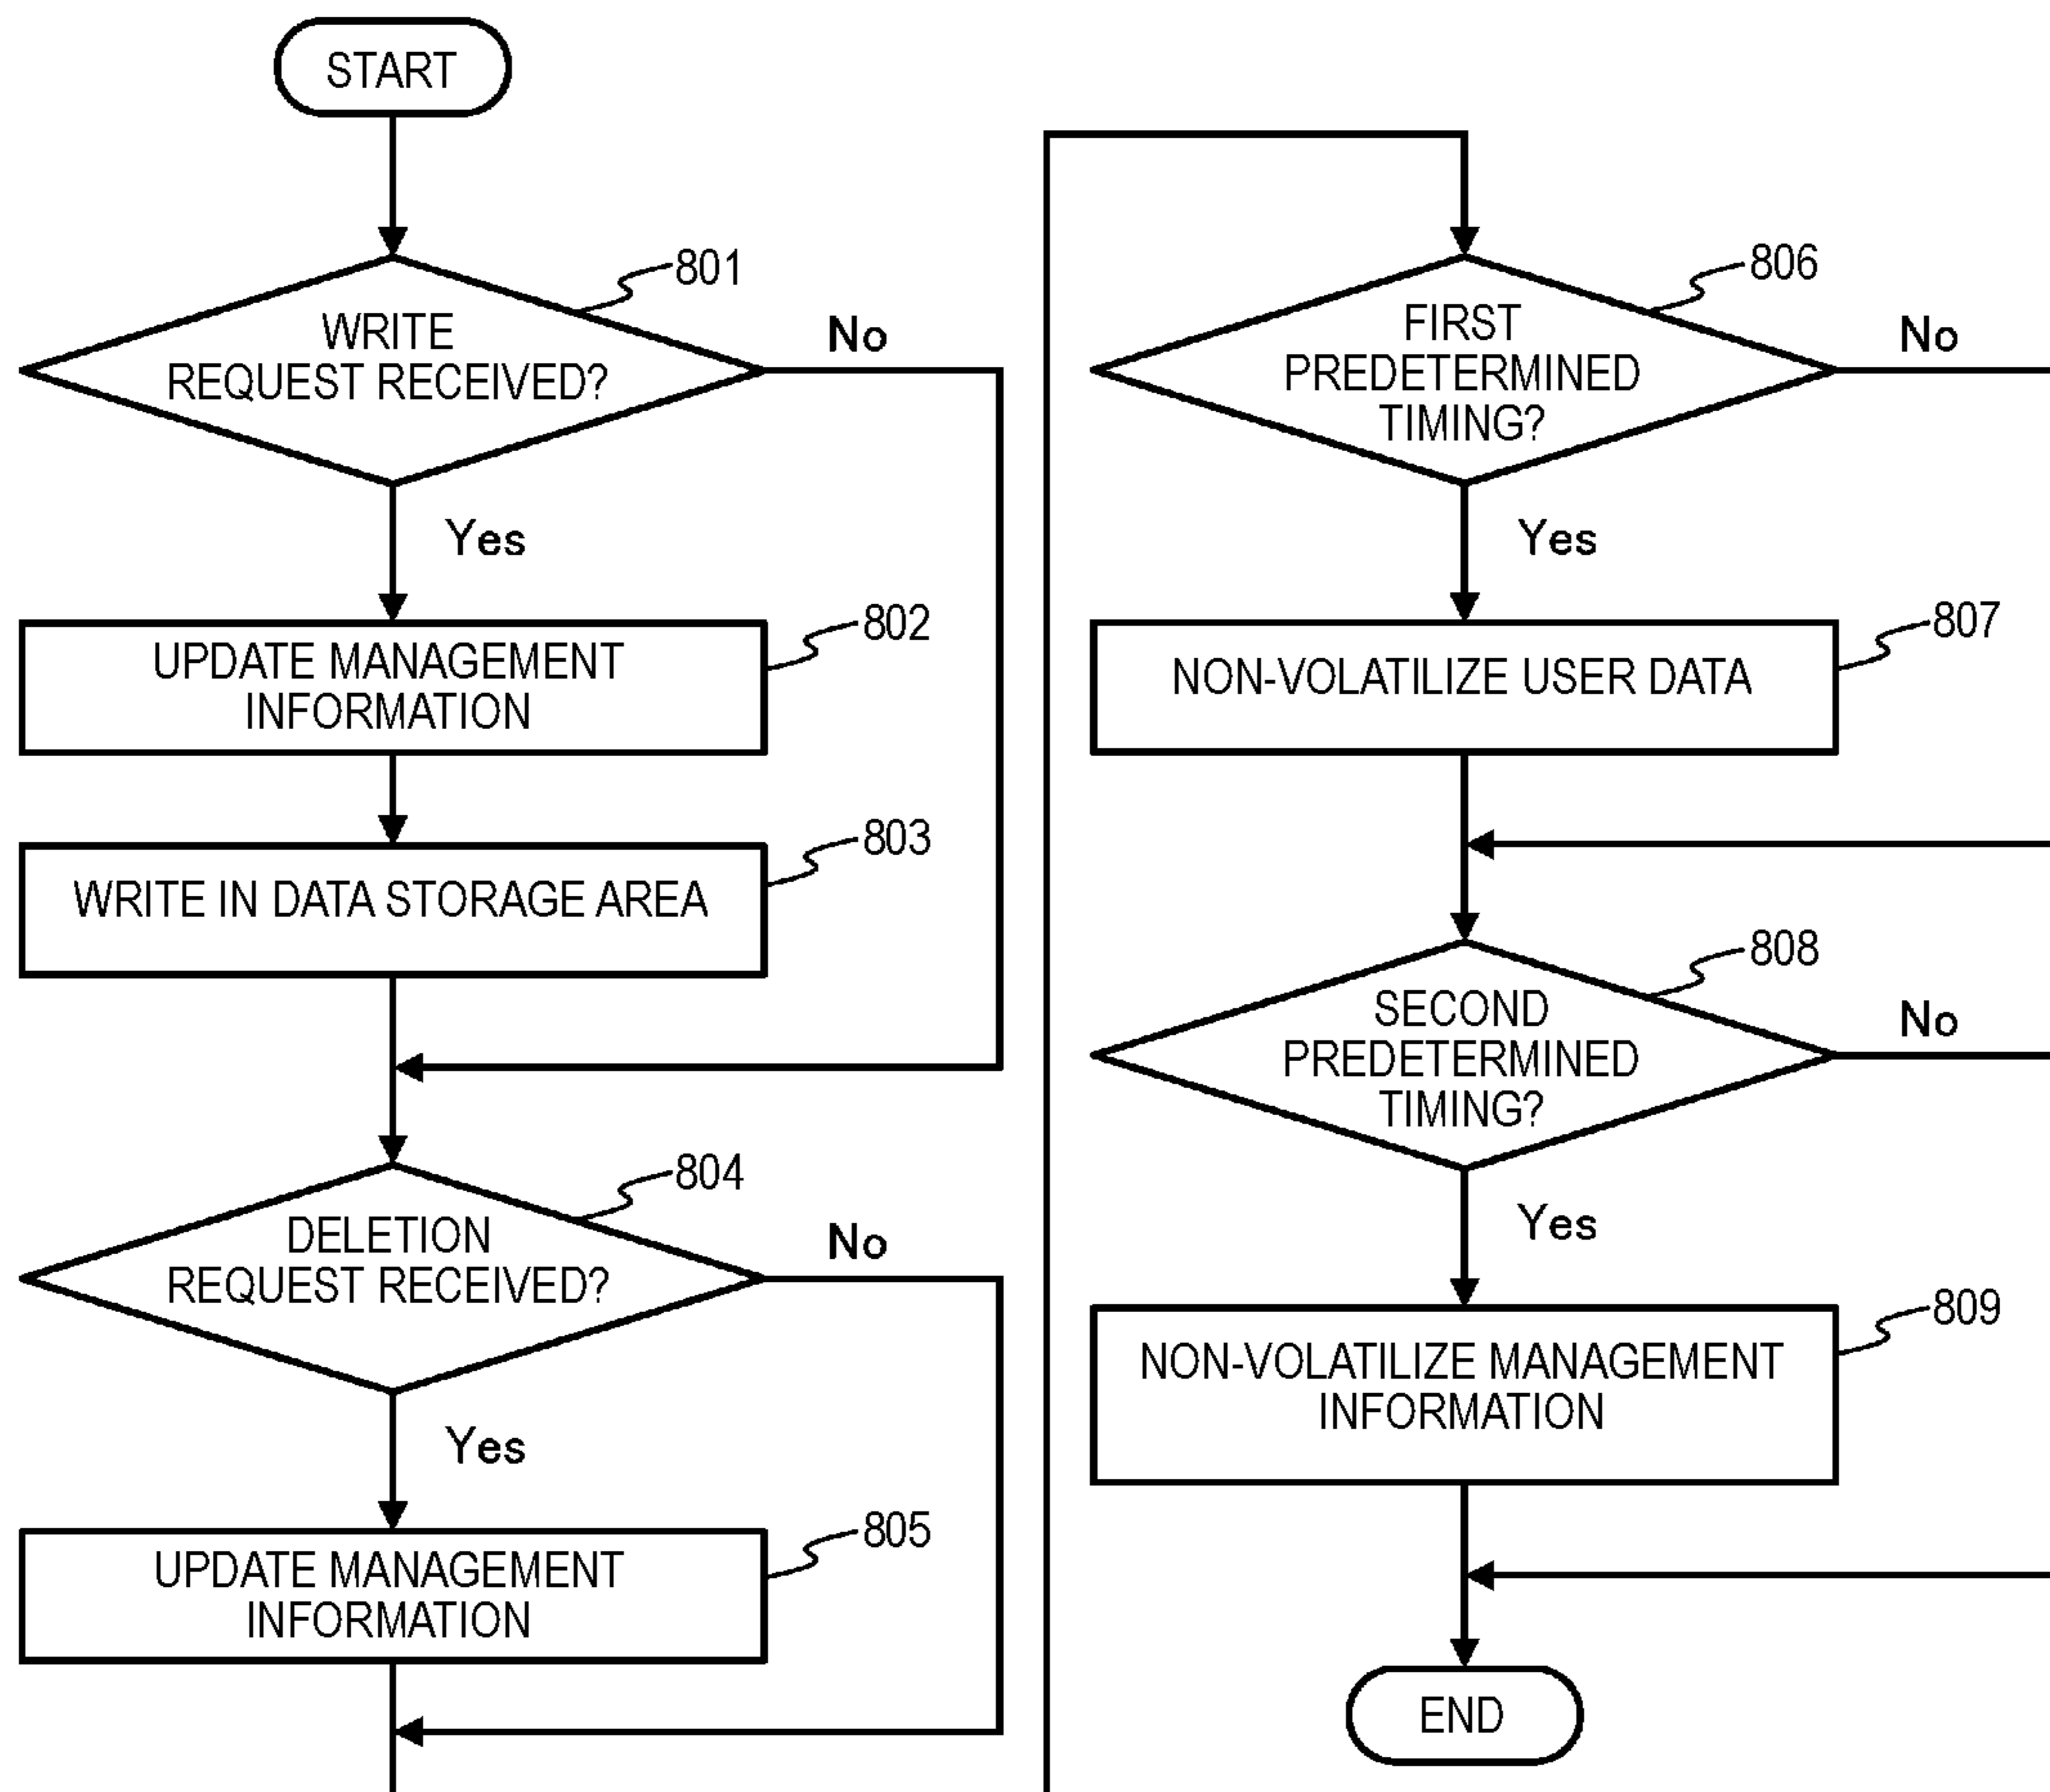 START
801
WRITE
REQUEST RECEIVED?
No
Yes
802
UPDATE MANAGEMENT
INFORMATION
803
WRITE IN DATA STORAGE AREA
804
DELETION
REQUEST RECEIVED?
No
Yes
805
UPDATE MANAGEMENT
INFORMATION
806
FIRST
PREDETERMINED
TIMING?
No
Yes
807
NON-VOLATILIZE USER DATA
808
SECOND
PREDETERMINED
TIMING?
No
Yes
809
NON-VOLATILIZE MANAGEMENT
INFORMATION
END